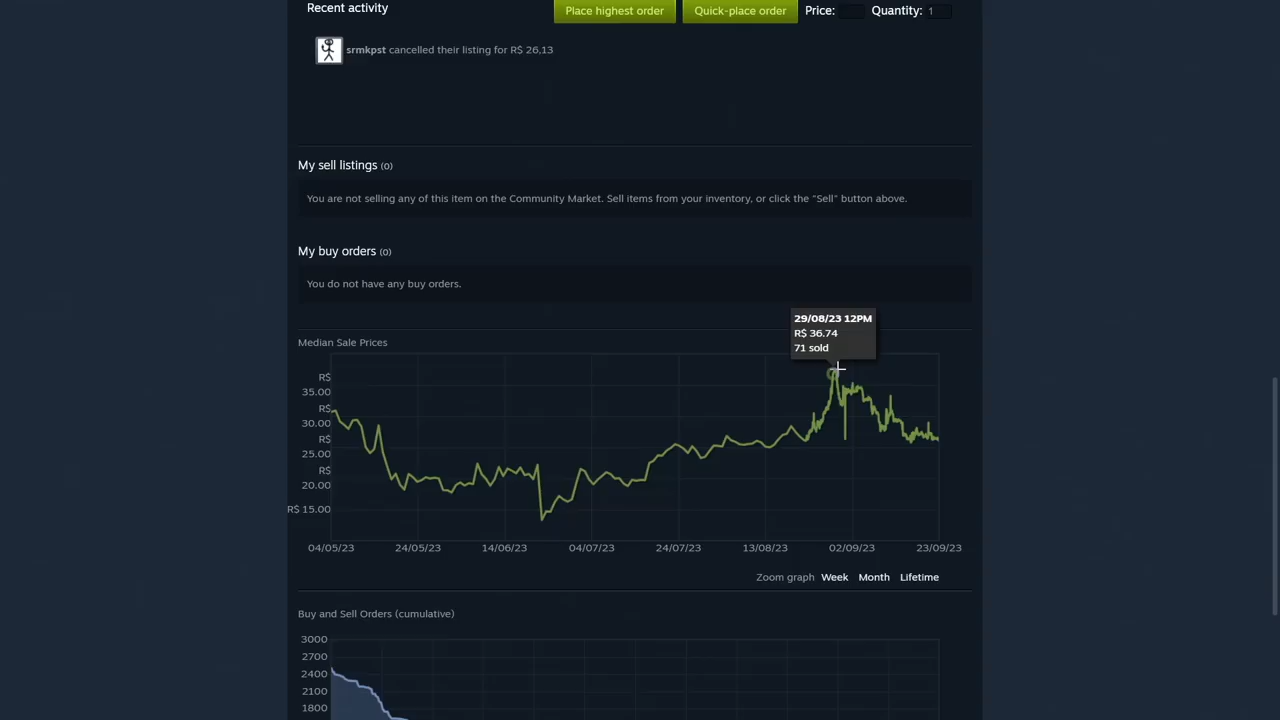 Recent activity
Place highest order
Quick-place order
Price:
Quantity: 1
srmkpst cancelled their listing for R$ 26,13
My sell listings (0)
You are not selling any of this item on the Community Market. Sell items from your inventory, or click the "Sell" button above.
My buy orders (0)
You do not have any buy orders.
29/08/23 12PM
R$ 36.74
71 sold
Median Sale Prices
R$
35.00
R$
30.00
R$
25.00
R$
20.00
R$ 15.00
04/05/23 24/05/23 14/06/23 04/07/23 24/07/23 13/08/23 02/09/23 23/09/23
Zoom graph Week Month Lifetime
Buy and Sell Orders (cumulative)
3000
2700
2400
2100
1800